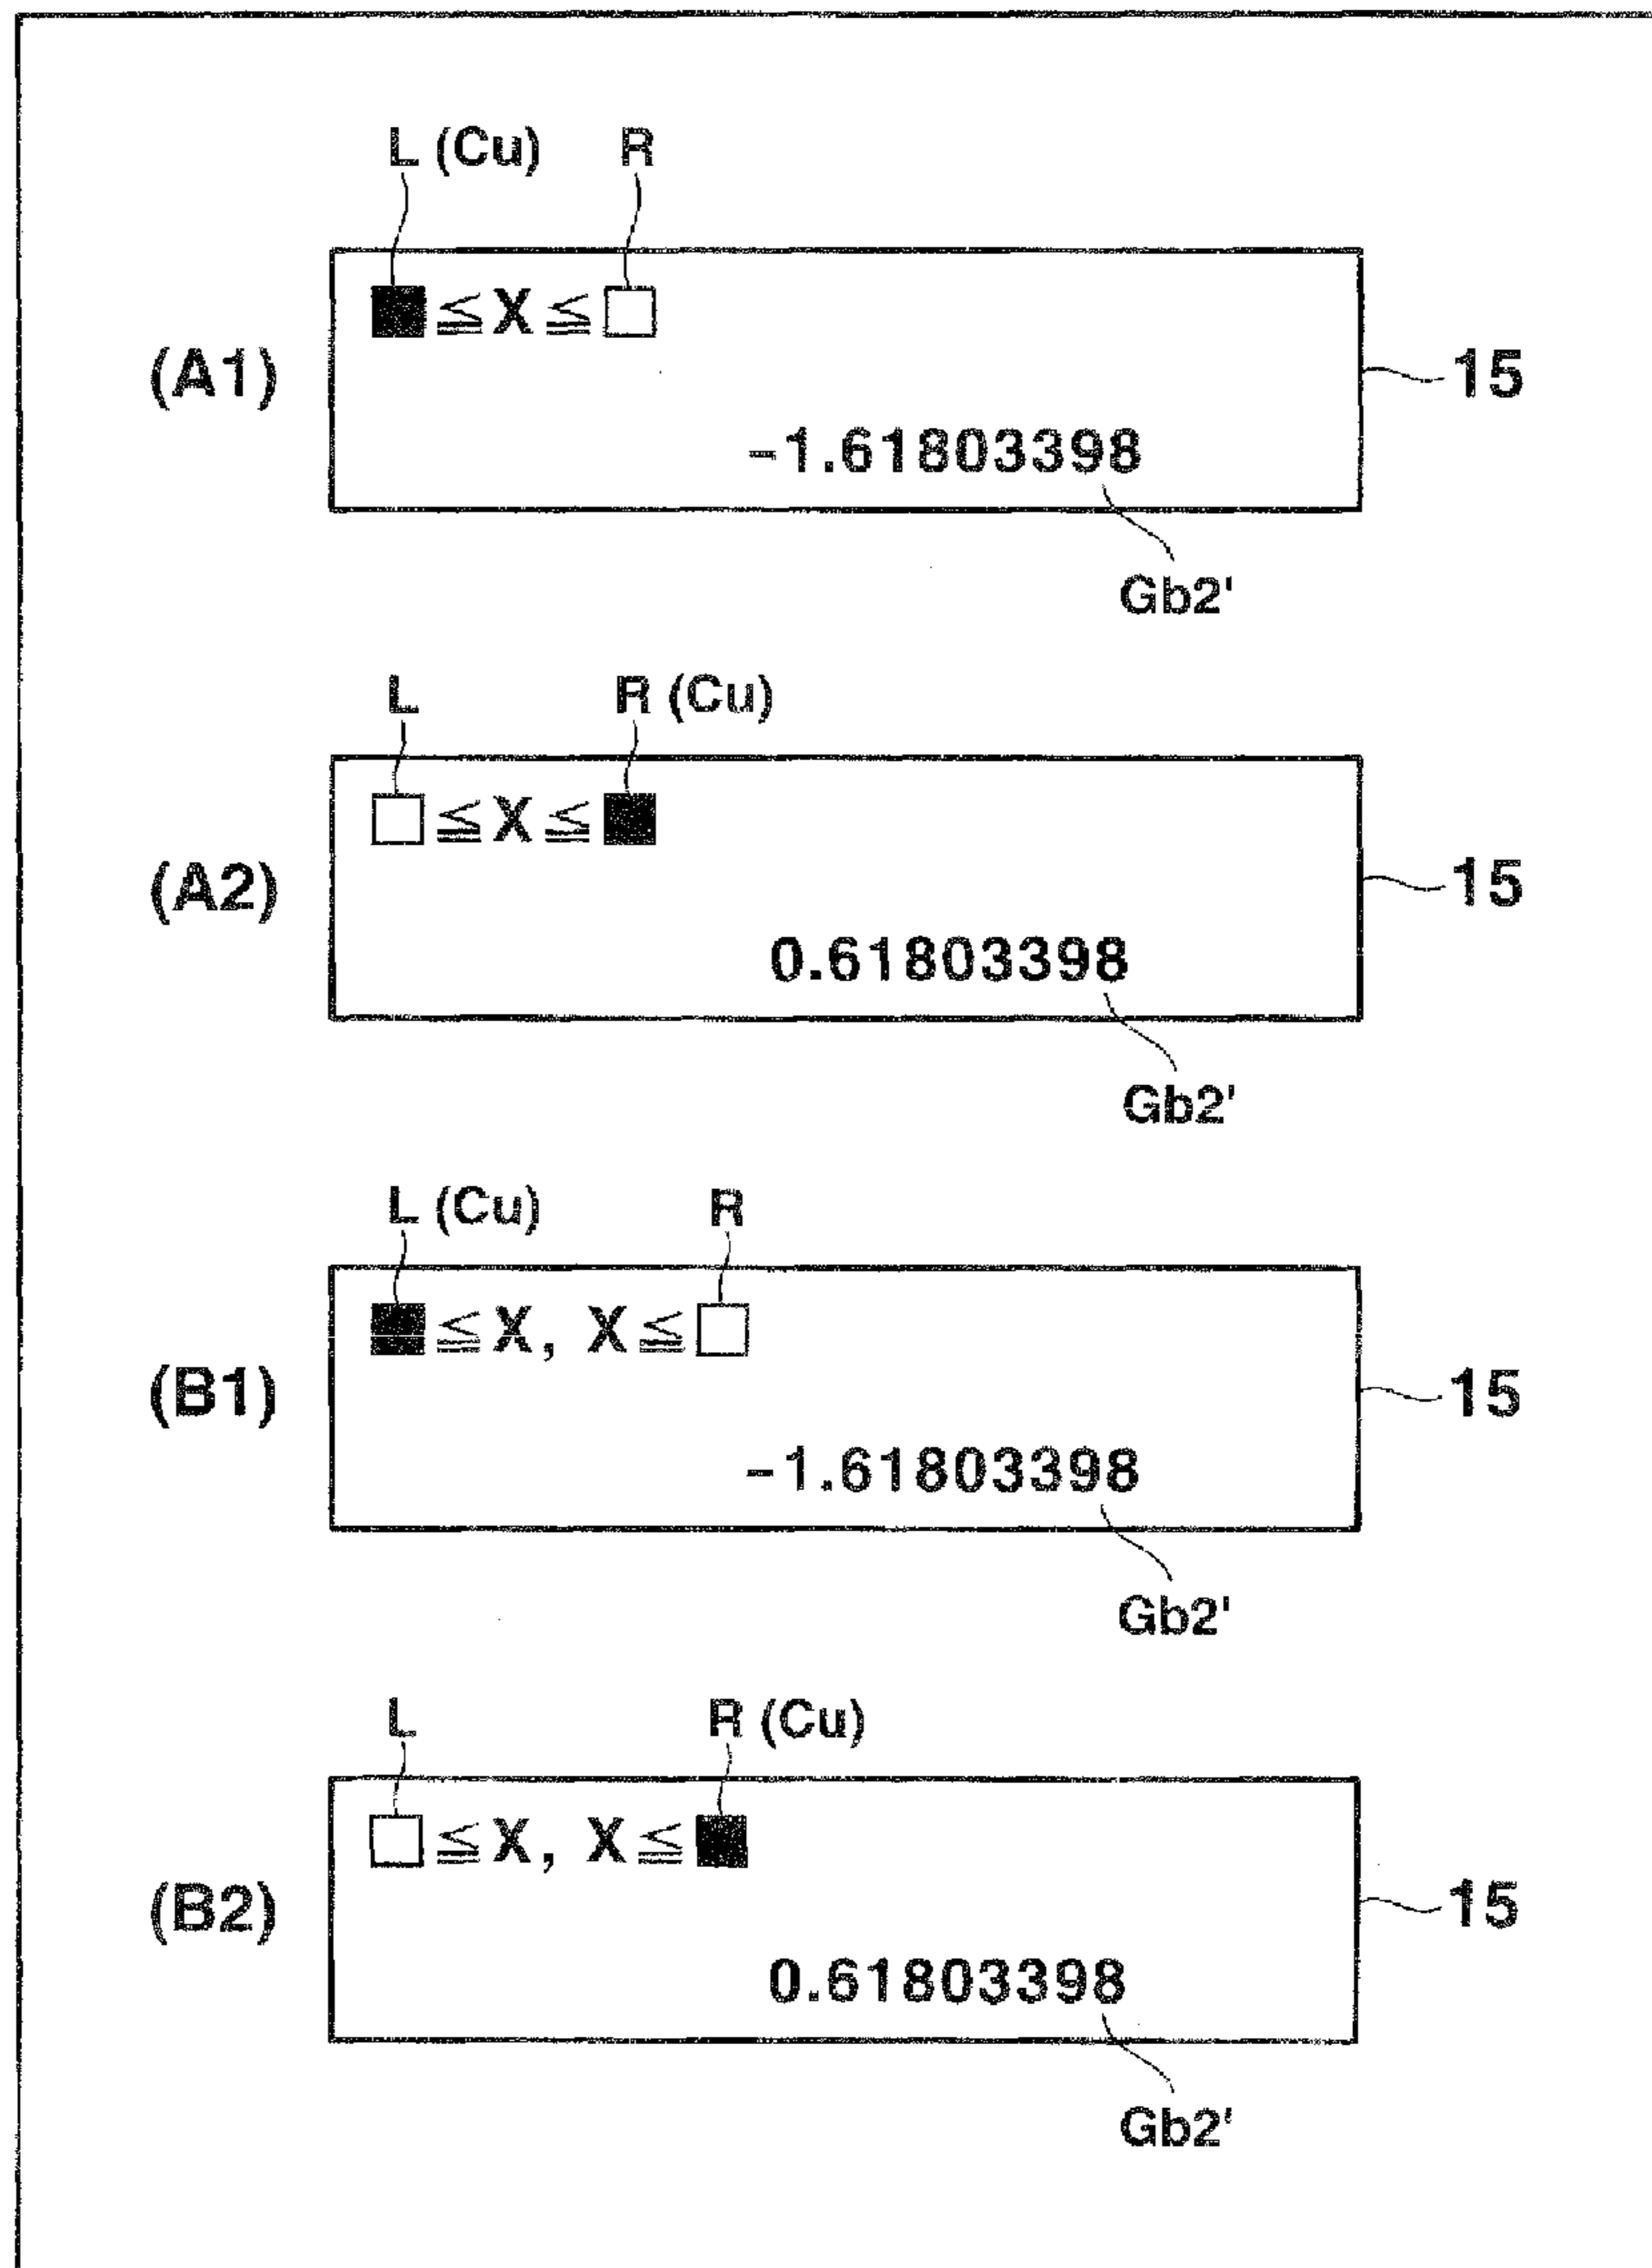 L (Cu) R
■≦X≦□
(A1)
15
-1.61803398
Gb2'
L R (Cu)
□≦X≦■
(A2)
15
0.61803398
Gb2'
L (Cu) R
■≦X, X≦□
(B1)
15
-1.61803398
Gb2'
L R (Cu)
□≦X, X≦■
(B2)
15
0.61803398
Gb2'